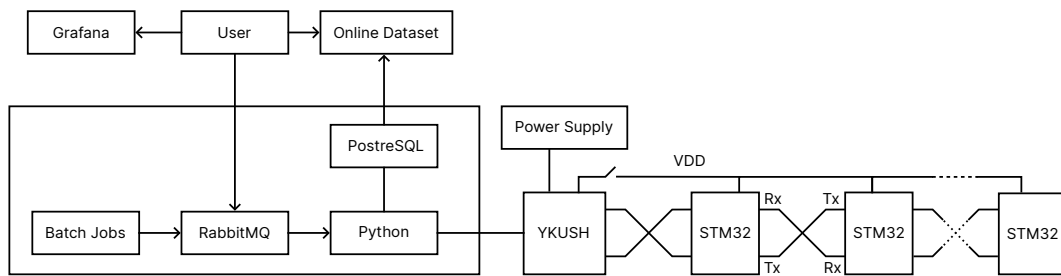 Grafana
User
Online Dataset
Power Supply
PostreSQL
VDD
Batch Jobs
RabbitMQ
Python
YKUSH
STM32
Rx
Tx
Tx
Rx
STM32
STM32